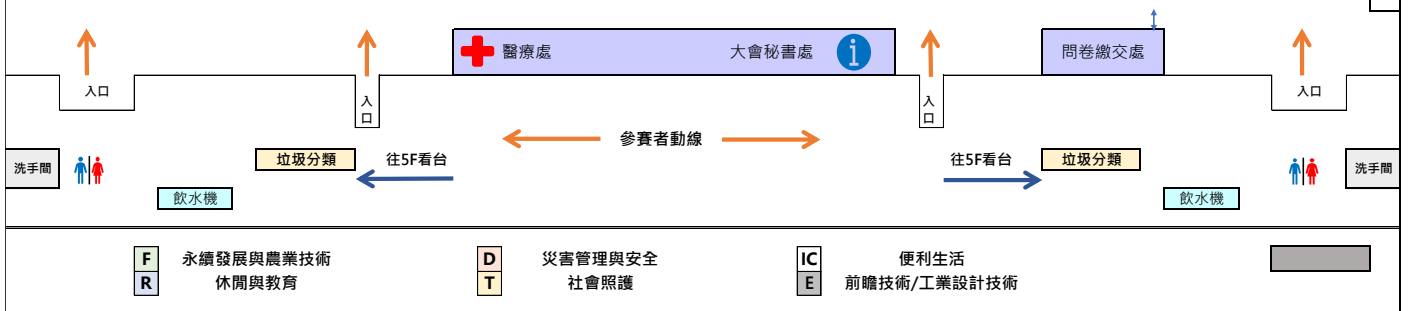 醫療處 大會秘書處 問卷繳交處
入口 入口 入口 入口
參賽者動線
洗手間 垃圾分類 往5F看台 往5F看台 垃圾分類 洗手間
飲水機 飲水機
F 永續發展與農業技術 D 災害管理與安全 IC 便利生活
R 休閒與教育 T 社會照護 E 前瞻技術/工業設計技術